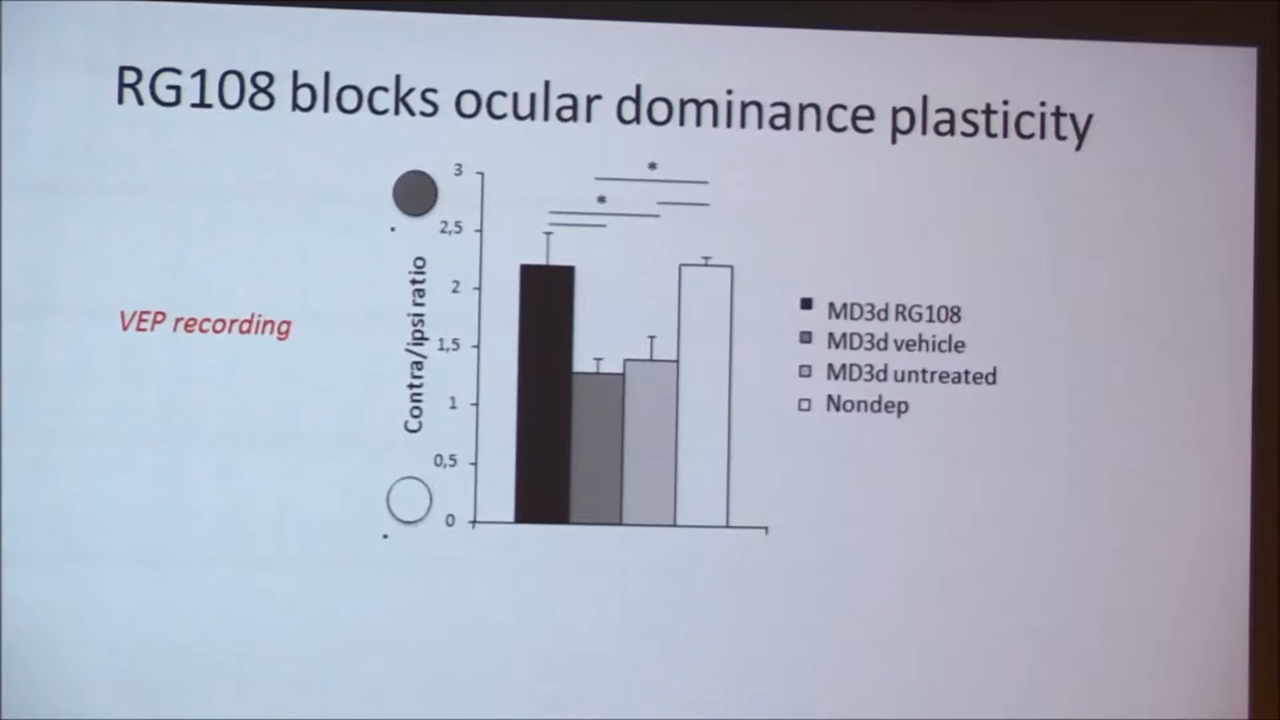 RG108 blocks ocular dominance plasticity
VEP recording
Contra/ipsi ratio
3
2,5
2
1,5
1
0,5
0
*
*
MD3d RG108
MD3d vehicle
MD3d untreated
Nondep